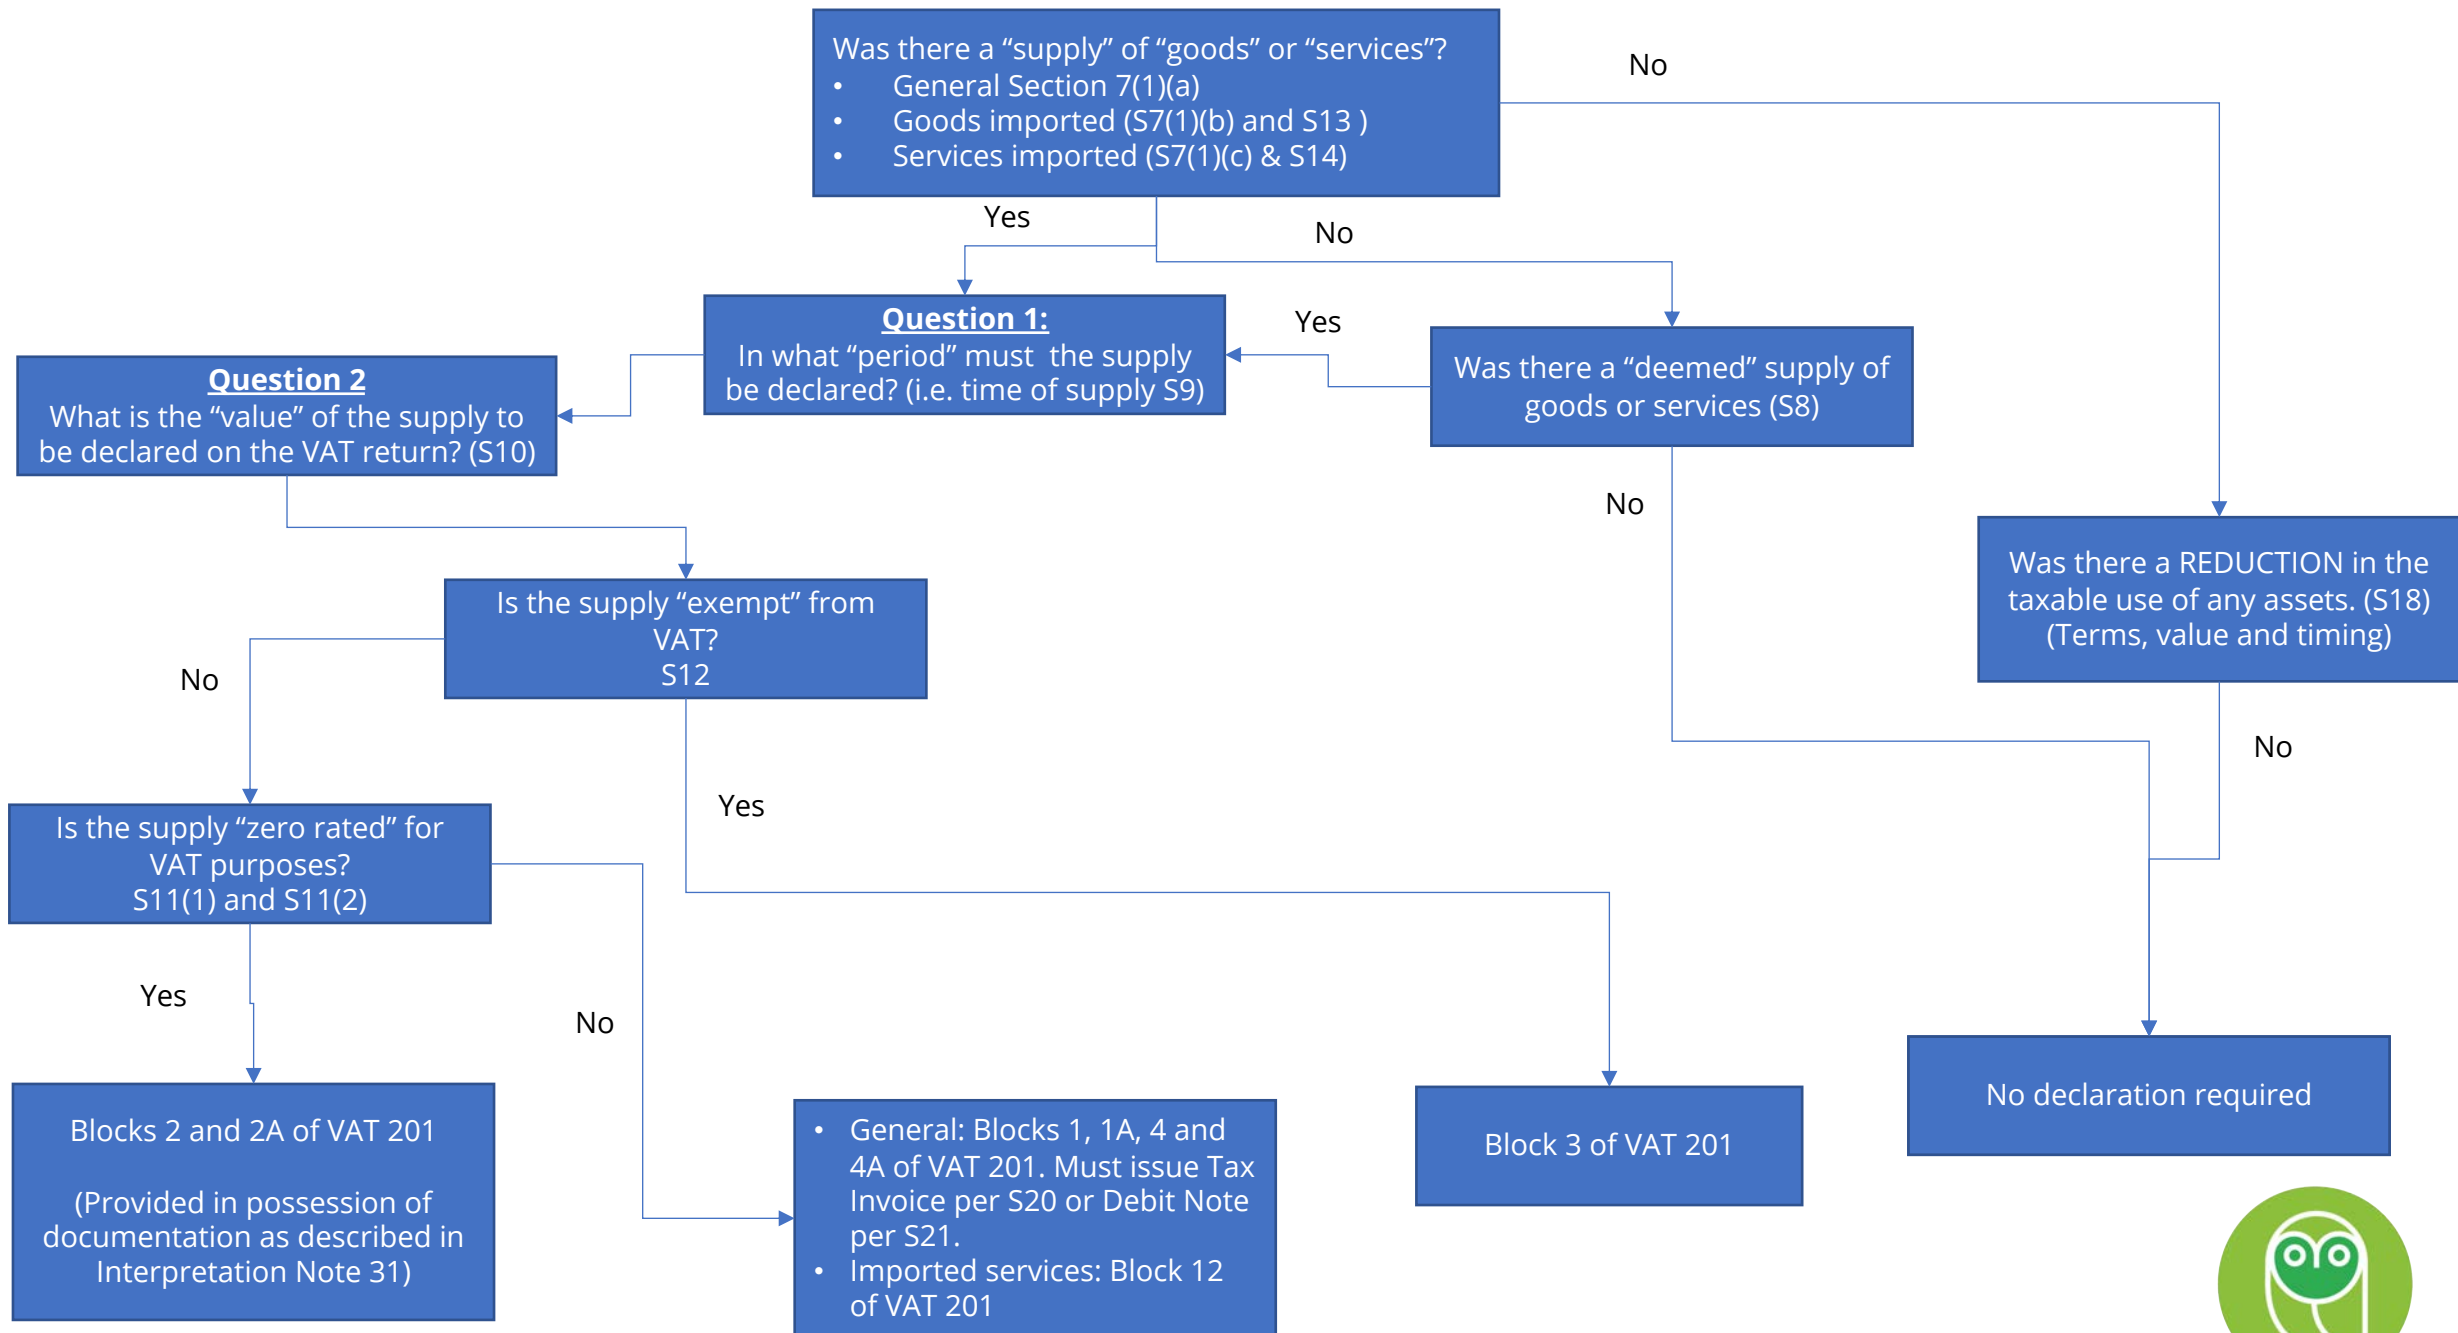 Was there a “supply” of “goods” or “services”?
• General Section 7(1)(a)
• Goods imported (S7(1)(b) and S13 )
• Services imported (S7(1)(c) & S14)
No
Yes
No
Question 1:
In what “period” must the supply
be declared? (i.e. time of supply S9)
Yes
Was there a “deemed” supply of
goods or services (S8)
Question 2
What is the “value” of the supply to
be declared on the VAT return? (S10)
No
Was there a REDUCTION in the
taxable use of any assets. (S18)
(Terms, value and timing)
Is the supply “exempt” from
VAT?
S12
No
No
Yes
Is the supply “zero rated” for
VAT purposes?
S11(1) and S11(2)
Yes
No
Blocks 2 and 2A of VAT 201
(Provided in possession of
documentation as described in
Interpretation Note 31)
• General: Blocks 1, 1A, 4 and
4A of VAT 201. Must issue Tax
Invoice per S20 or Debit Note
per S21.
• Imported services: Block 12
of VAT 201
Block 3 of VAT 201
No declaration required